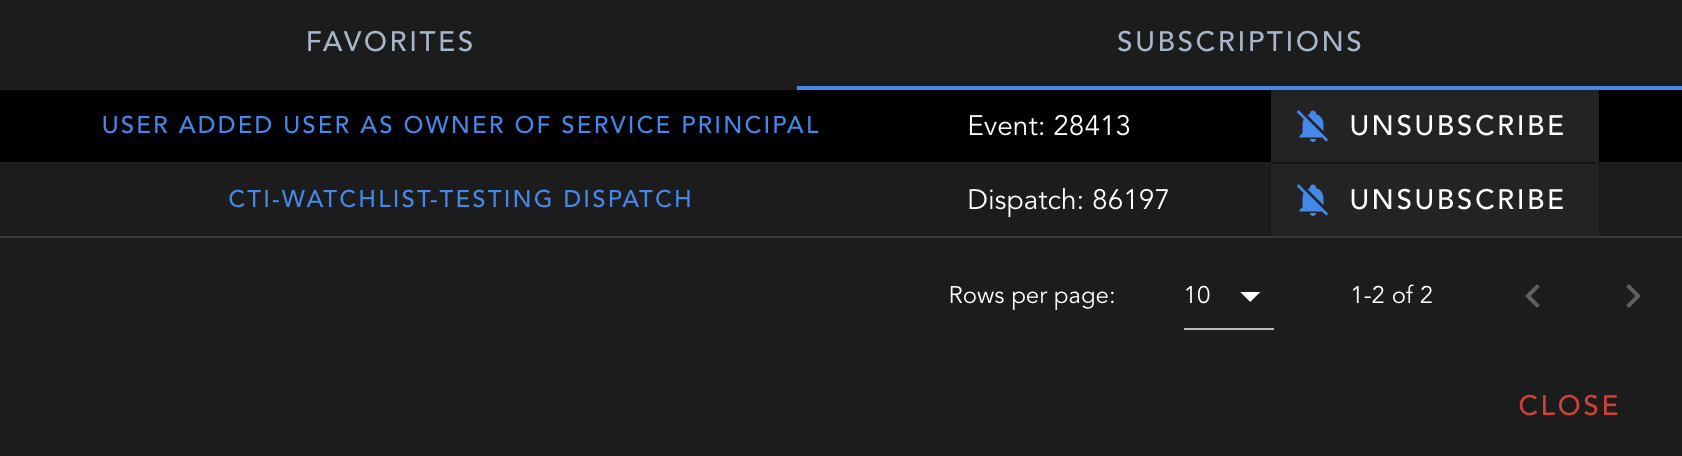 FAVORITES SUBSCRIPTIONS
USER ADDED USER AS OWNER OF SERVICE PRINCIPAL Event: 28413 UNSUBSCRIBE
CTI-WATCHLIST-TESTING DISPATCH Dispatch: 86197 UNSUBSCRIBE
Rows per page: 10 1-2 of 2
CLOSE